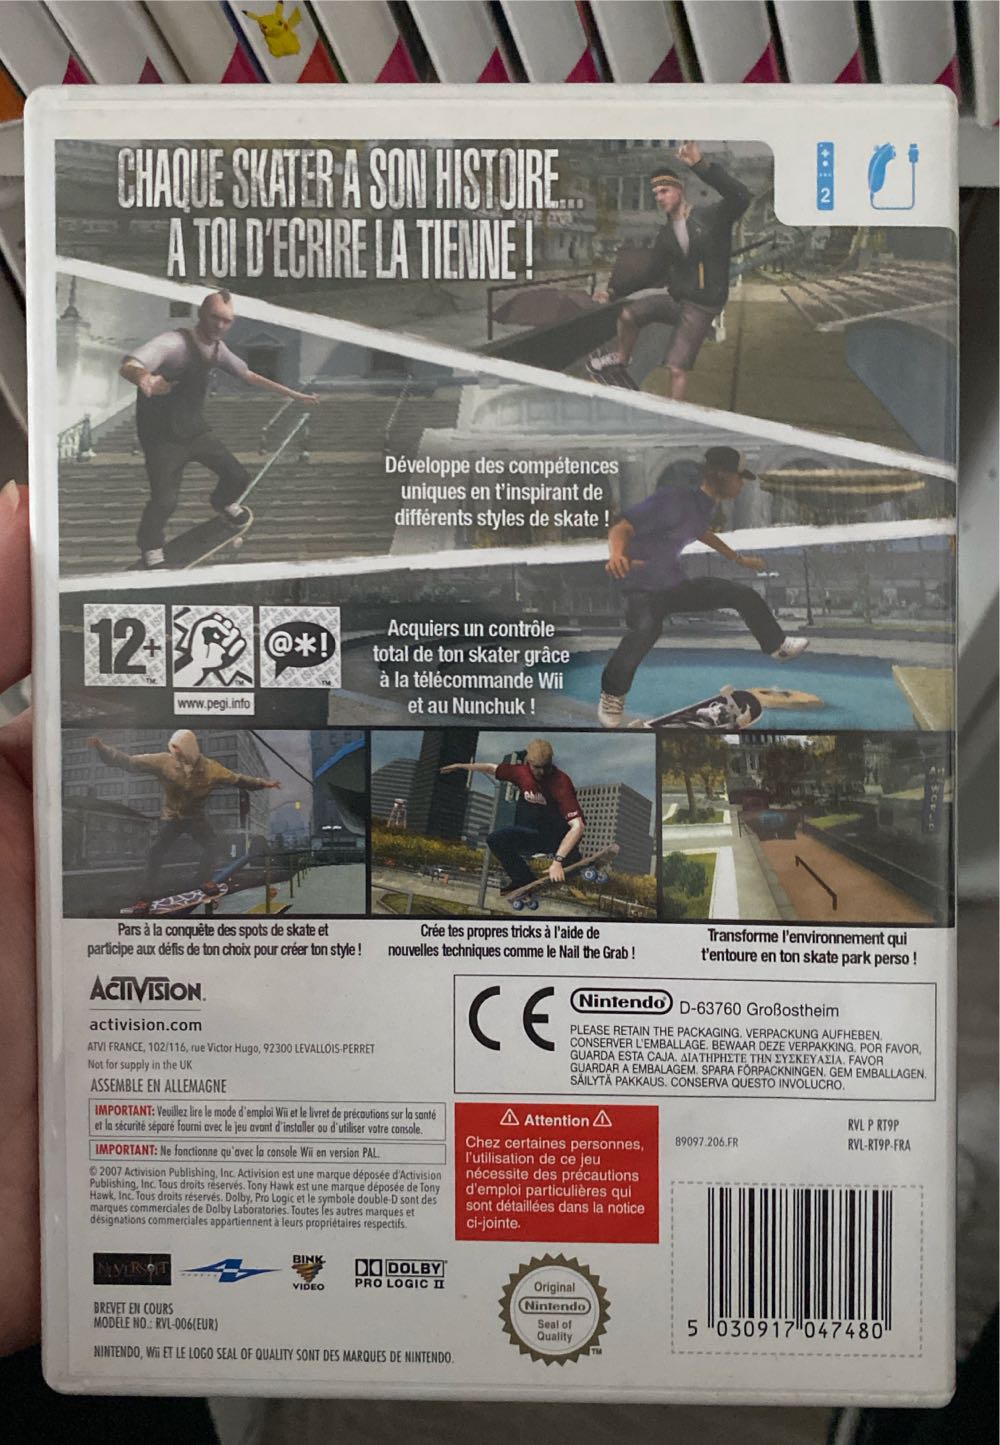 CHAQUE SKATER A SON HISTOIRE...
A TOI D'ECRIRE LA TIENNE !
2
Développe des compétences
uniques en t'inspirant de
différents styles de skate !
12+
@*!
TM
TM
www.pegi.info
Acquiers un contrôle
total de ton skater grâce
à la télécommande Wii
et au Nunchuk !
Pars à la conquête des spots de skate et
participe aux défis de ton choix pour créer ton style !
Crée tes propres tricks à l'aide de
nouvelles techniques comme le Nail the Grab !
Transforme l'environnement qui
t'entoure en ton skate park perso !
ACTIVISION.
activision.com
ATVI FRANCE, 102/116, rue Victor Hugo, 92300 LEVALLOIS-PERRET
Not for supply in the UK
ASSEMBLE EN ALLEMAGNE
CE
Nintendo® D-63760 Großostheim
PLEASE RETAIN THE PACKAGING. VERPACKUNG AUFHEBEN.
CONSERVER L'EMBALLAGE. BEWAAR DEZE VERPAKKING. POR FAVOR,
GUARDA ESTA CAJA. ΔΙΑΤΗΡΗΣΤΕ ΤΗΝ ΣΥΣΚΕΥΑΣΙΑ. FAVOR
GUARDAR A EMBALAGEM. SPARA FÖRPACKNINGEN. GEM EMBALLAGEN.
SÄILYTÄ PAKKAUS. CONSERVA QUESTO INVOLUCRO.
IMPORTANT: Veuillez lire le mode d'emploi Wii et le livret de précautions sur la santé
et la sécurité séparé fourni avec le jeu avant d'installer ou d'utiliser votre console.
IMPORTANT: Ne fonctionne qu'avec la console Wii en version PAL.
© 2007 Activision Publishing, Inc. Activision est une marque déposée d'Activision
Publishing, Inc. Tous droits réservés. Tony Hawk est une marque déposée de Tony
Hawk, Inc. Tous droits réservés. Dolby, Pro Logic et le symbole double-D sont des
marques commerciales de Dolby Laboratories. Toutes les autres marques et
désignations commerciales appartiennent à leurs propriétaires respectifs.
Attention
Chez certaines personnes,
l'utilisation de ce jeu
nécessite des précautions
d'emploi particulières qui
sont détaillées dans la notice
ci-jointe.
89097.206.FR
RVL P RT9P
RVL-RT9P-FRA
NEVERSOFT
BINK
VIDEO
DOLBY
PRO LOGIC II
BREVET EN COURS
MODÈLE NO.: RVL-006(EUR)
NINTENDO, Wii ET LE LOGO SEAL OF QUALITY SONT DES MARQUES DE NINTENDO.
Original
Nintendo
Seal of
Quality
TM
5 030917 047480